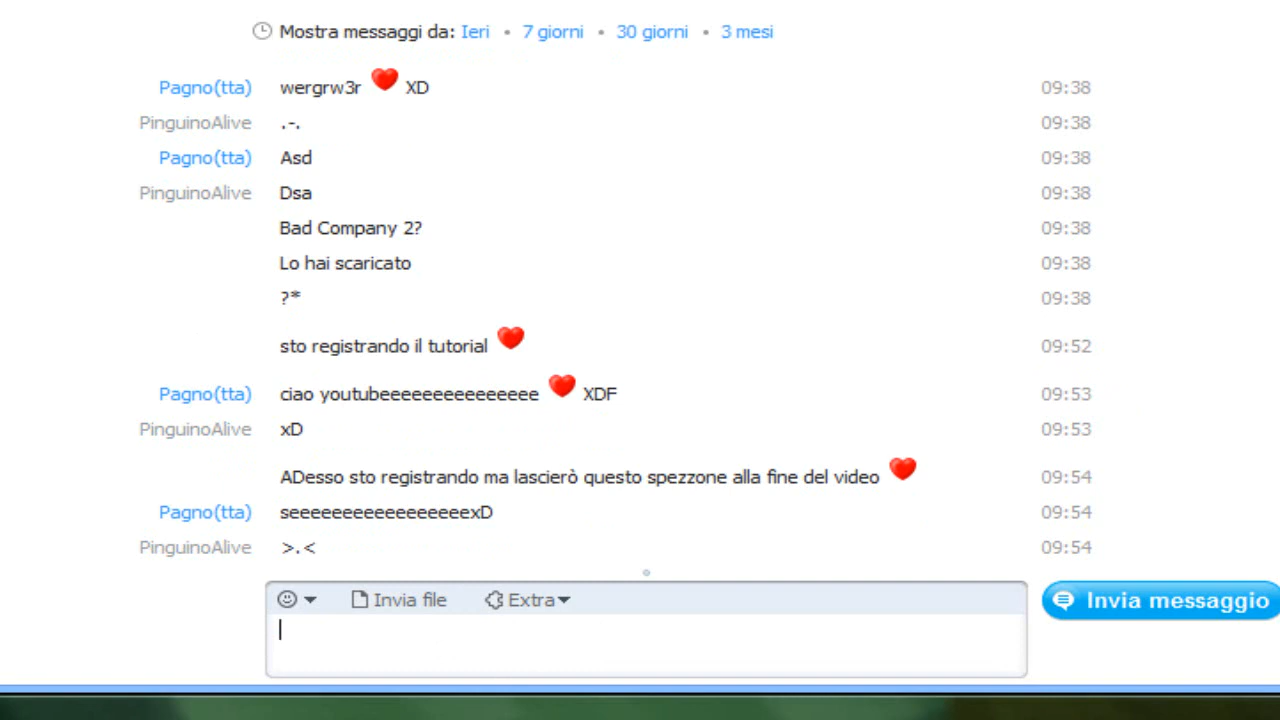 Mostra messaggi da: Ieri • 7 giorni • 30 giorni • 3 mesi
Pagno(tta) wergrw3r XD 09:38
PinguinoAlive .-. 09:38
Pagno(tta) Asd 09:38
PinguinoAlive Dsa 09:38
Bad Company 2? 09:38
Lo hai scaricato 09:38
?* 09:38
sto registrando il tutorial 09:52
Pagno(tta) ciao youtubeeeeeeeeeeeeeee XDF 09:53
PinguinoAlive xD 09:53
ADesso sto registrando ma lascierò questo spezzone alla fine del video 09:54
Pagno(tta) seeeeeeeeeeeeeeeeexD 09:54
PinguinoAlive >.< 09:54
Invia file Extra Invia messaggio